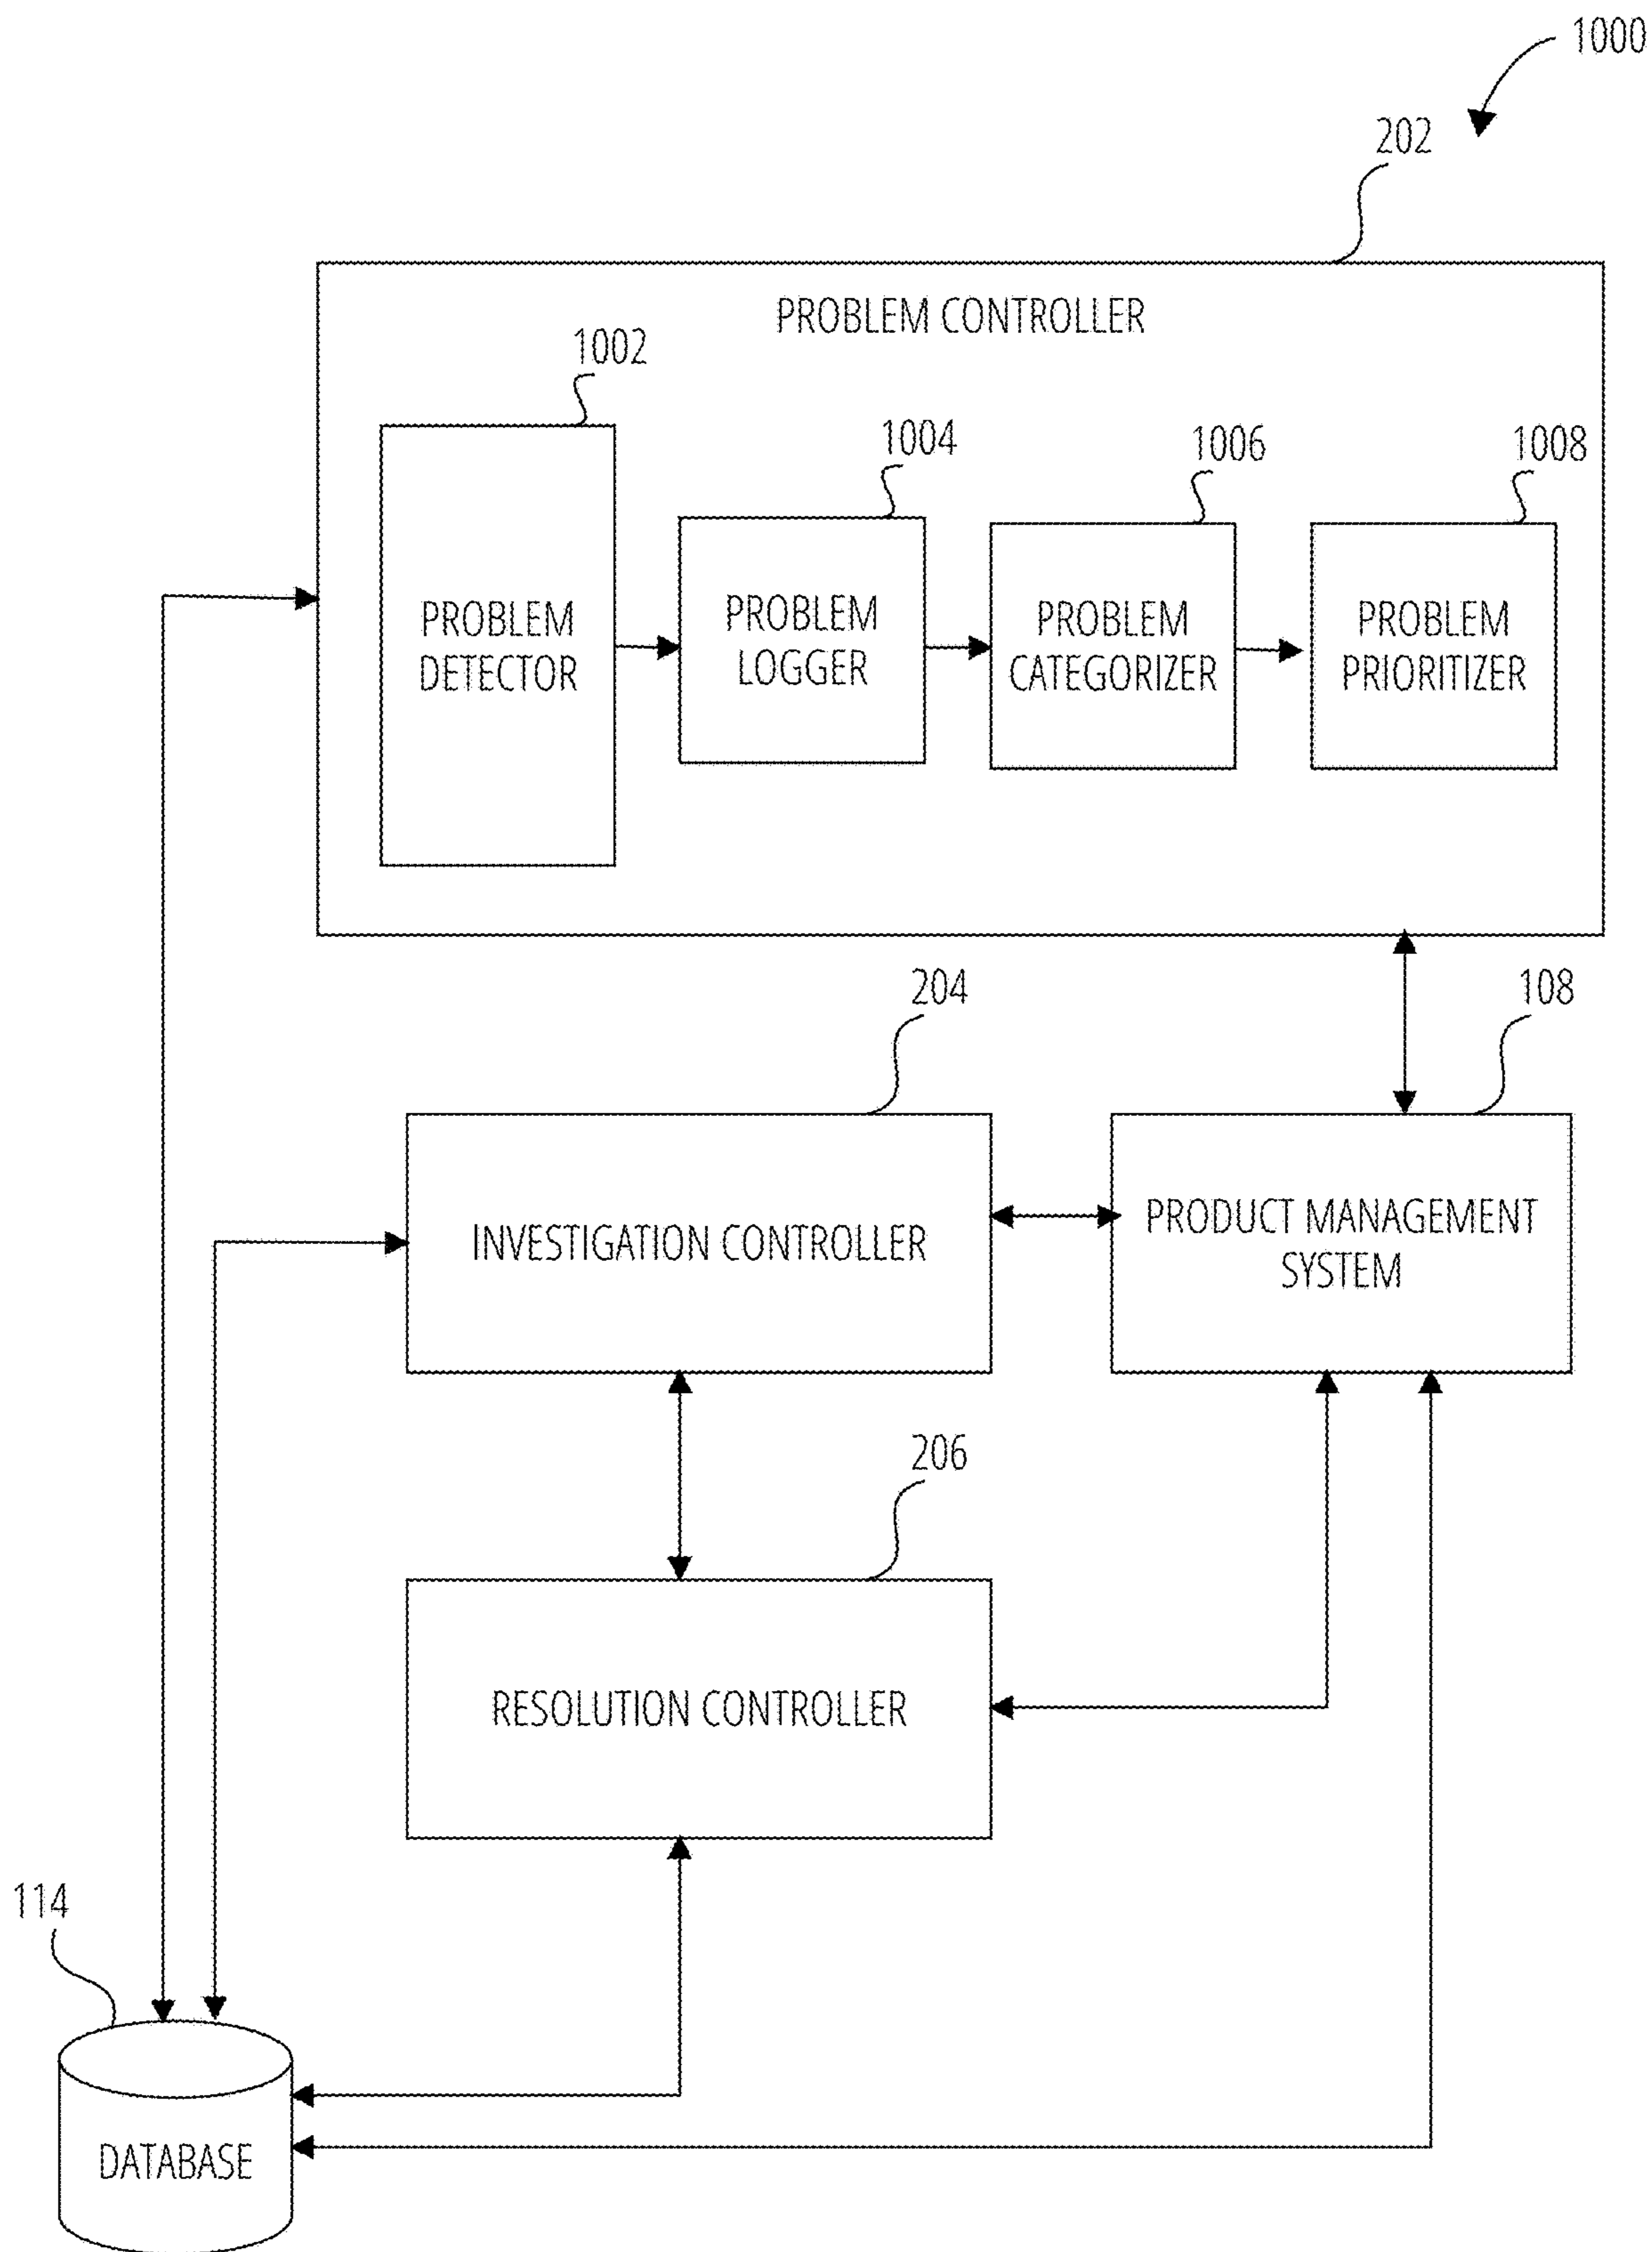 1000
202
PROBLEM CONTROLLER
1002
1004
1006
1008
PROBLEM
DETECTOR
PROBLEM
LOGGER
PROBLEM
CATEGORIZER
PROBLEM
PRIORITIZER
204
108
INVESTIGATION CONTROLLER
PRODUCT MANAGEMENT
SYSTEM
206
RESOLUTION CONTROLLER
114
DATABASE